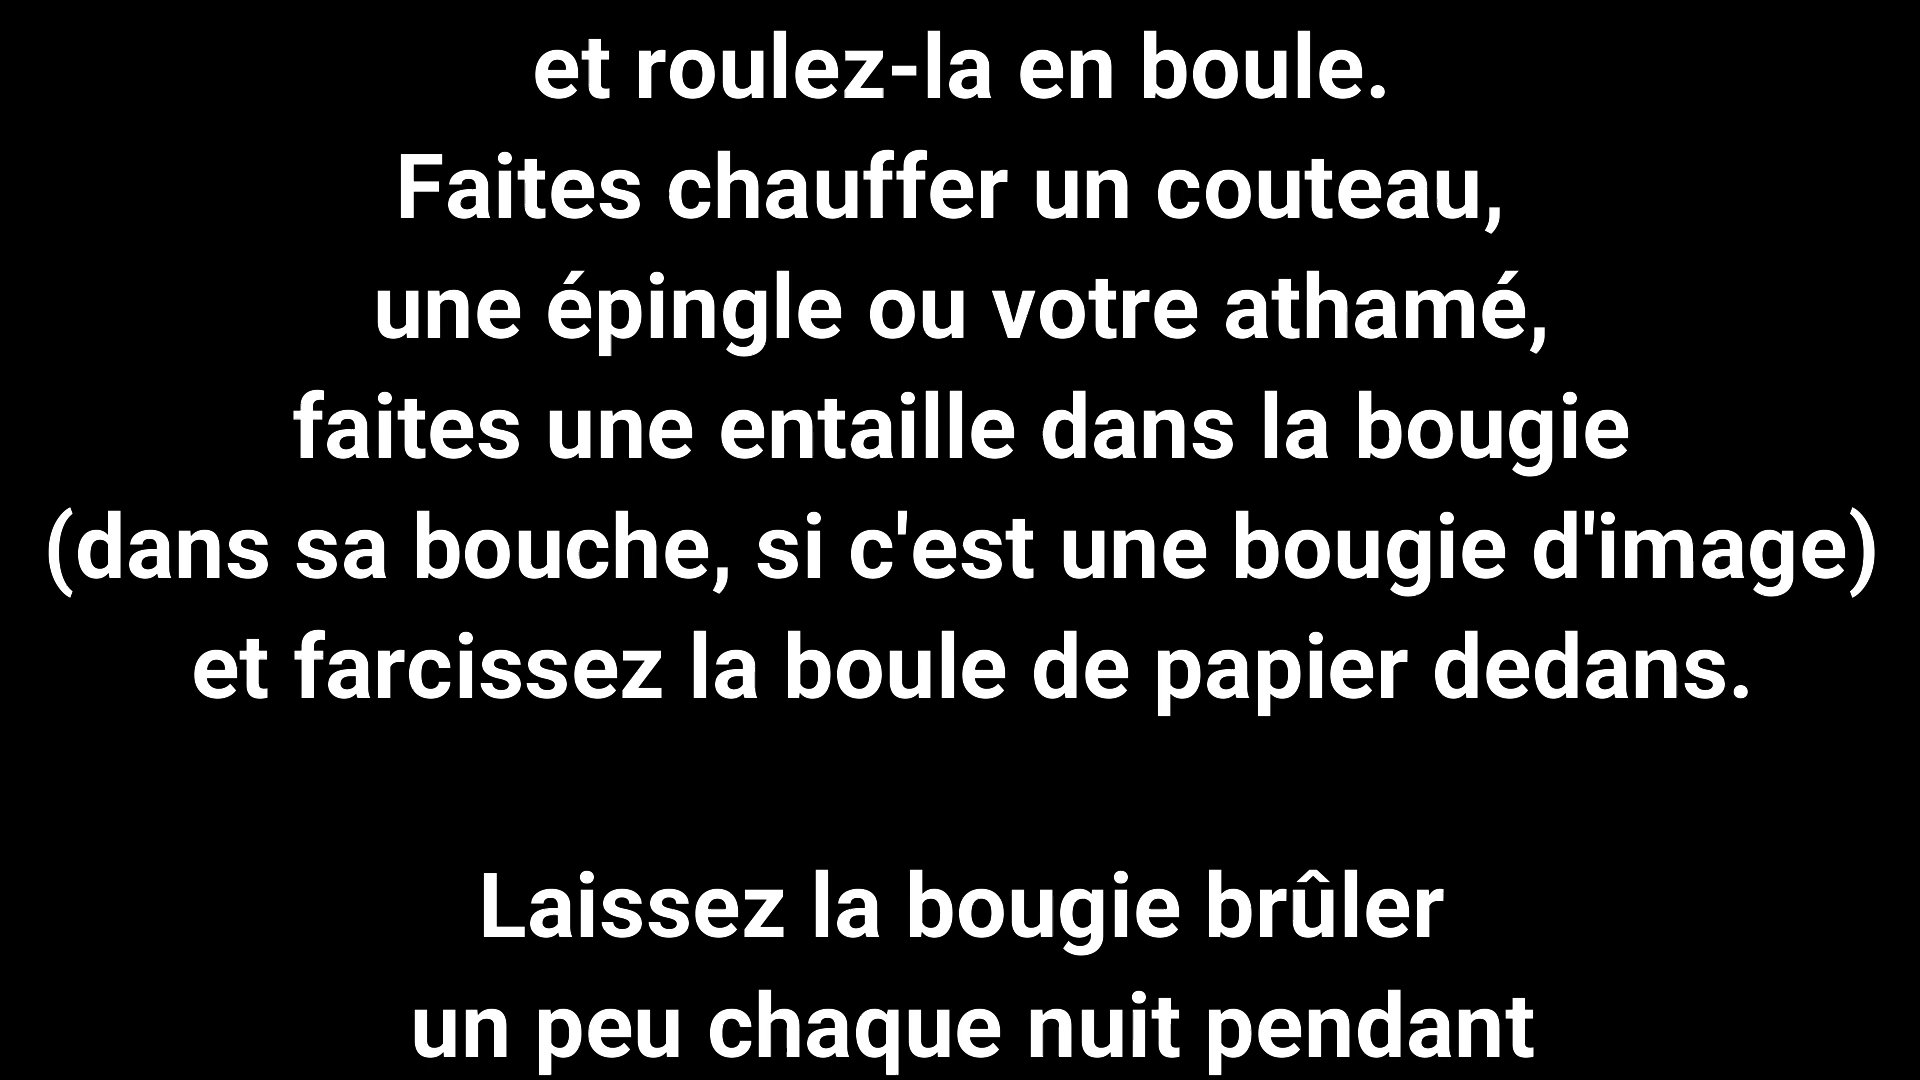 et roulez-la en boule.
Faites chauffer un couteau,
une épingle ou votre athamé,
faites une entaille dans la bougie
(dans sa bouche, si c'est une bougie d'image)
et farcissez la boule de papier dedans.
Laissez la bougie brûler
un peu chaque nuit pendant